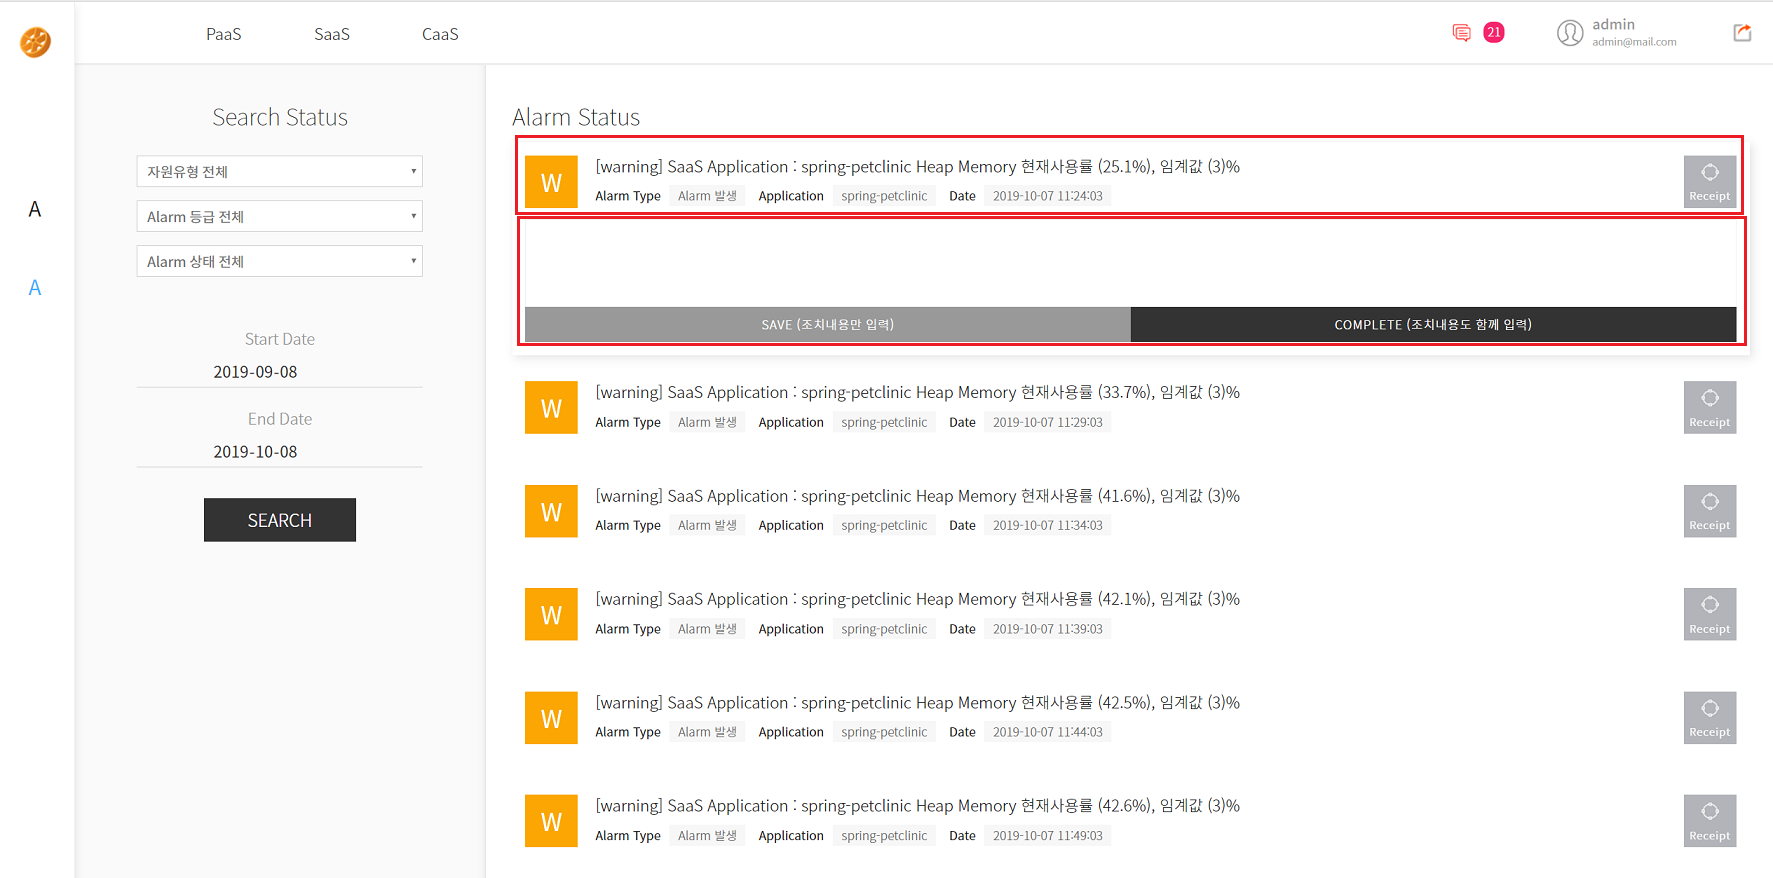 PaaS SaaS CaaS
21
admin
admin@mail.com
A
A
Search Status
자원유형 전체
Alarm 등급 전체
Alarm 상태 전체
Start Date
2019-09-08
End Date
2019-10-08
SEARCH
Alarm Status
W
[warning] SaaS Application : spring-petclinic Heap Memory 현재사용률 (25.1%), 임계값 (3)%
Alarm Type Alarm 발생 Application spring-petclinic Date 2019-10-07 11:24:03
Receipt
SAVE (조치내용만 입력)
COMPLETE (조치내용도 함께 입력)
W
[warning] SaaS Application : spring-petclinic Heap Memory 현재사용률 (33.7%), 임계값 (3)%
Alarm Type Alarm 발생 Application spring-petclinic Date 2019-10-07 11:29:03
Receipt
W
[warning] SaaS Application : spring-petclinic Heap Memory 현재사용률 (41.6%), 임계값 (3)%
Alarm Type Alarm 발생 Application spring-petclinic Date 2019-10-07 11:34:03
Receipt
W
[warning] SaaS Application : spring-petclinic Heap Memory 현재사용률 (42.1%), 임계값 (3)%
Alarm Type Alarm 발생 Application spring-petclinic Date 2019-10-07 11:39:03
Receipt
W
[warning] SaaS Application : spring-petclinic Heap Memory 현재사용률 (42.5%), 임계값 (3)%
Alarm Type Alarm 발생 Application spring-petclinic Date 2019-10-07 11:44:03
Receipt
W
[warning] SaaS Application : spring-petclinic Heap Memory 현재사용률 (42.6%), 임계값 (3)%
Alarm Type Alarm 발생 Application spring-petclinic Date 2019-10-07 11:49:03
Receipt